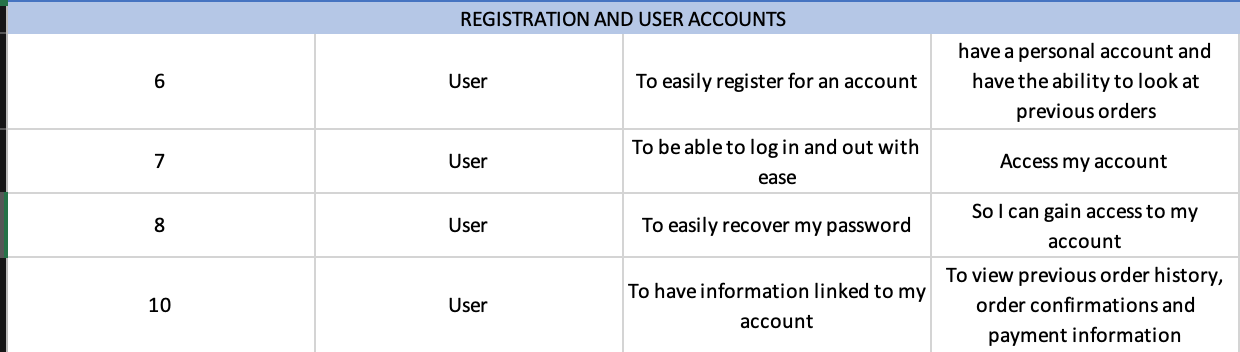 REGISTRATION AND USER ACCOUNTS
6
User
To easily register for an account
have a personal account and
have the ability to look at
previous orders
7
User
To be able to log in and out with
ease
Access my account
8
User
To easily recover my password
So I can gain access to my
account
10
User
To have information linked to my
account
To view previous order history,
order confirmations and
payment information